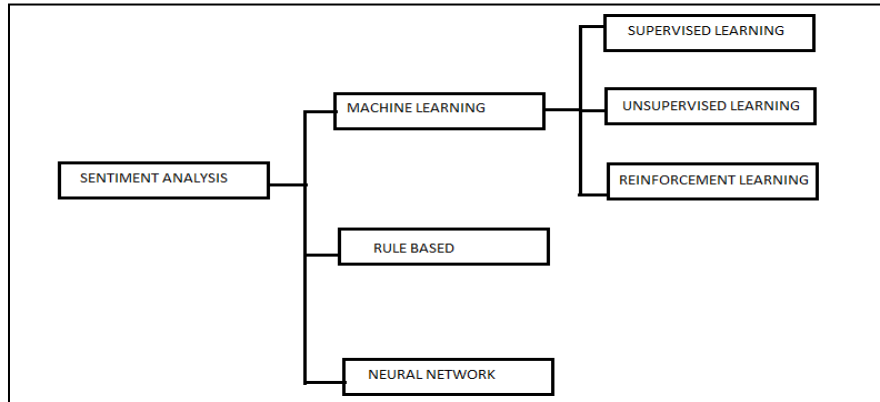 SUPERVISED LEARNING
MACHINE LEARNING
UNSUPERVISED LEARNING
SENTIMENT ANALYSIS
REINFORCEMENT LEARNING
RULE BASED
NEURAL NETWORK